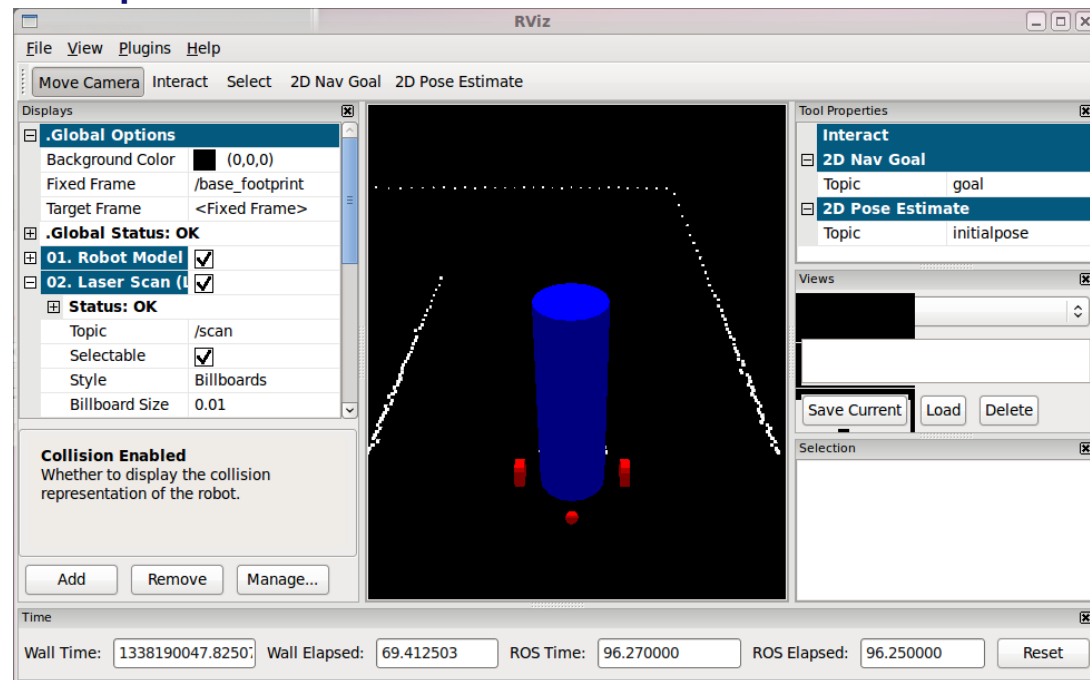 RViz
File View Plugins Help
Move Camera Interact Select 2D Nav Goal 2D Pose Estimate
Displays
.Global Options
Background Color (0,0,0)
Fixed Frame /base_footprint
Target Frame <Fixed Frame>
.Global Status: OK
01. Robot Model
02. Laser Scan (L
Status: OK
Topic /scan
Selectable
Style Billboards
Billboard Size 0.01
Collision Enabled
Whether to display the collision
representation of the robot.
Add Remove Manage...
Tool Properties
Interact
2D Nav Goal
Topic goal
2D Pose Estimate
Topic initialpose
Views
Save Current Load Delete
Selection
Time
Wall Time: 1338190047.82507 Wall Elapsed: 69.412503 ROS Time: 96.270000 ROS Elapsed: 96.250000 Reset